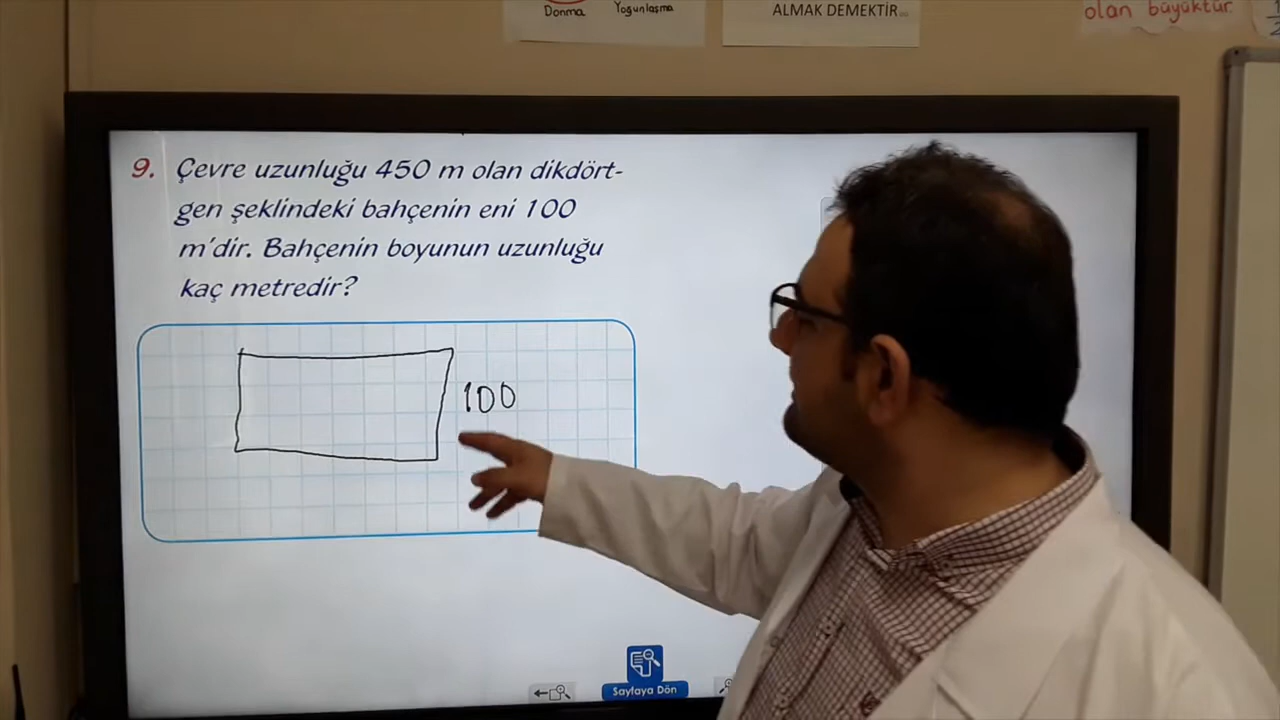 Donma
Yoğunlaşma
ALMAK DEMEKTİR
olan büyüktür.
9. Çevre uzunluğu 450 m olan dikdört-
gen şeklindeki bahçenin eni 100
m'dir. Bahçenin boyunun uzunluğu
kaç metredir?
100
Sayfaya Dön